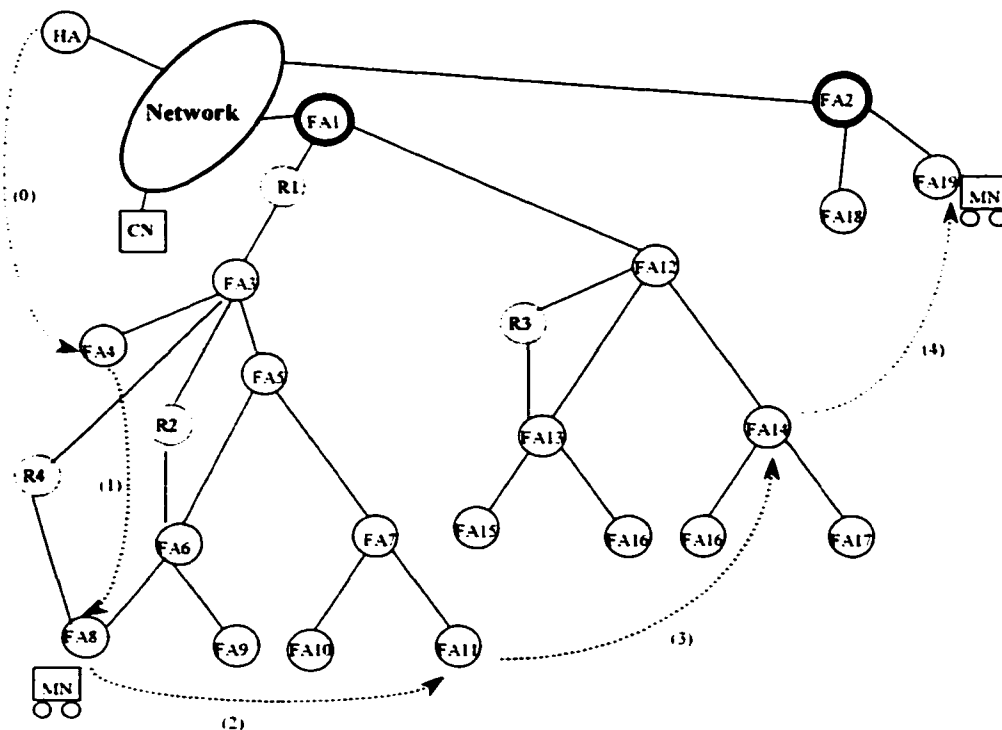 HA
Network
FA1
FA2
R1
FA19
MN
(0)
CN
FA18
FA3
FA12
R3
FA4
(4)
FA5
R2
FA13
FA14
R4
(1)
FA15
FA6
FA7
FA16
FA16
FA17
FA8
FA9
FA10
FA11
(3)
MN
(2)